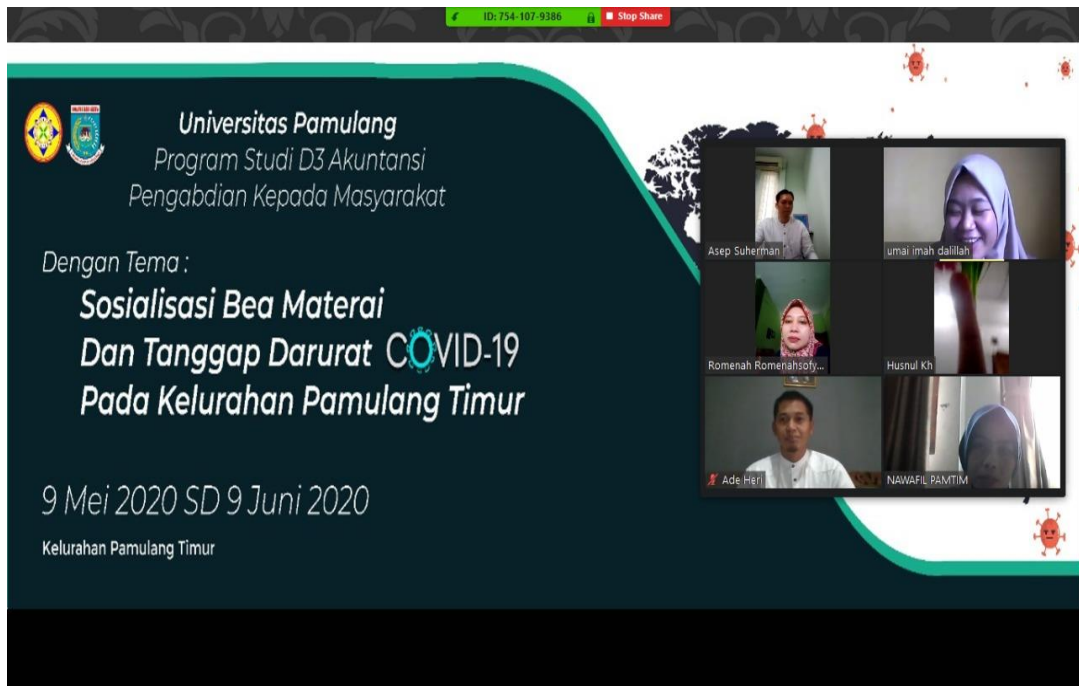 ID: 754-107-9386
Stop Share
Universitas Pamulang
Program Studi D3 Akuntansi
Pengabdian Kepada Masyarakat
Dengan Tema :
Sosialisasi Bea Materai
Dan Tanggap Darurat COVID-19
Pada Kelurahan Pamulang Timur
9 Mei 2020 SD 9 Juni 2020
Kelurahan Pamulang Timur
Asep Suherman
umai imah dalillah
Romenah Romenahsofy...
Husnul Kh
Ade Heri
NAWAFIL PAMTIM